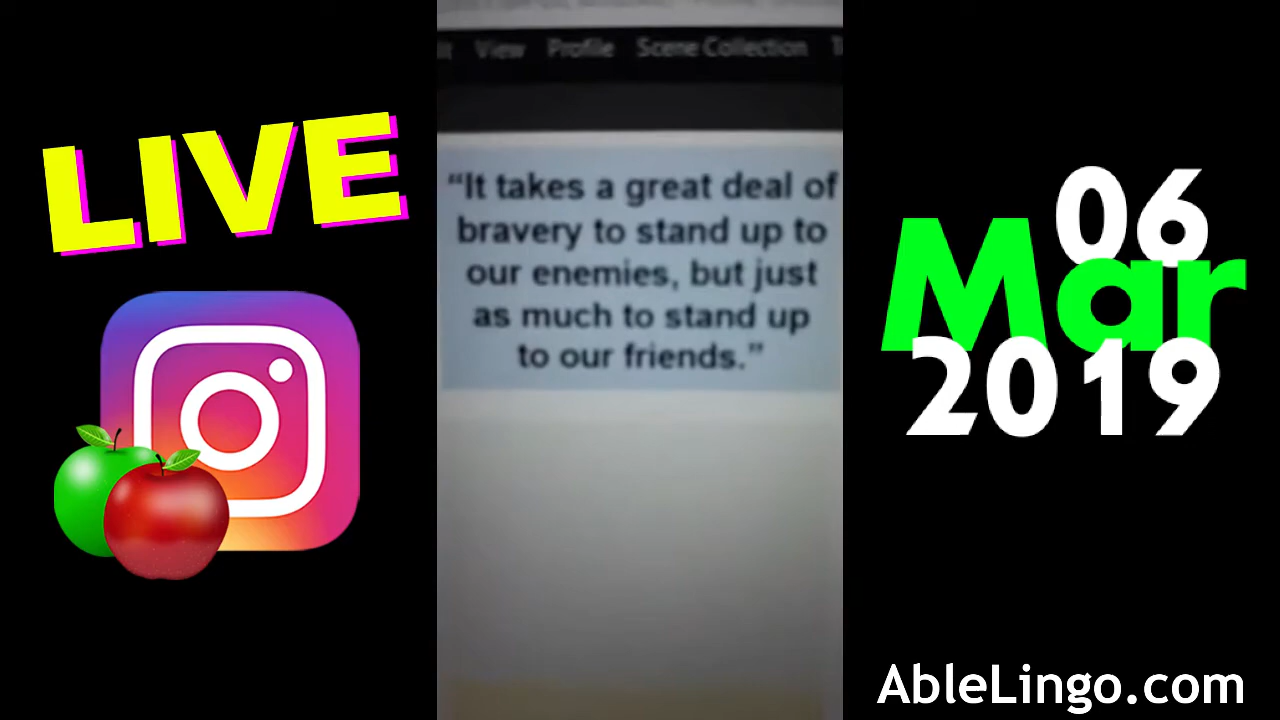 LIVE
View Profile Scene Collection
“It takes a great deal of
bravery to stand up to
our enemies, but just
as much to stand up
to our friends.”
06
Mar
2019
AbleLingo.com